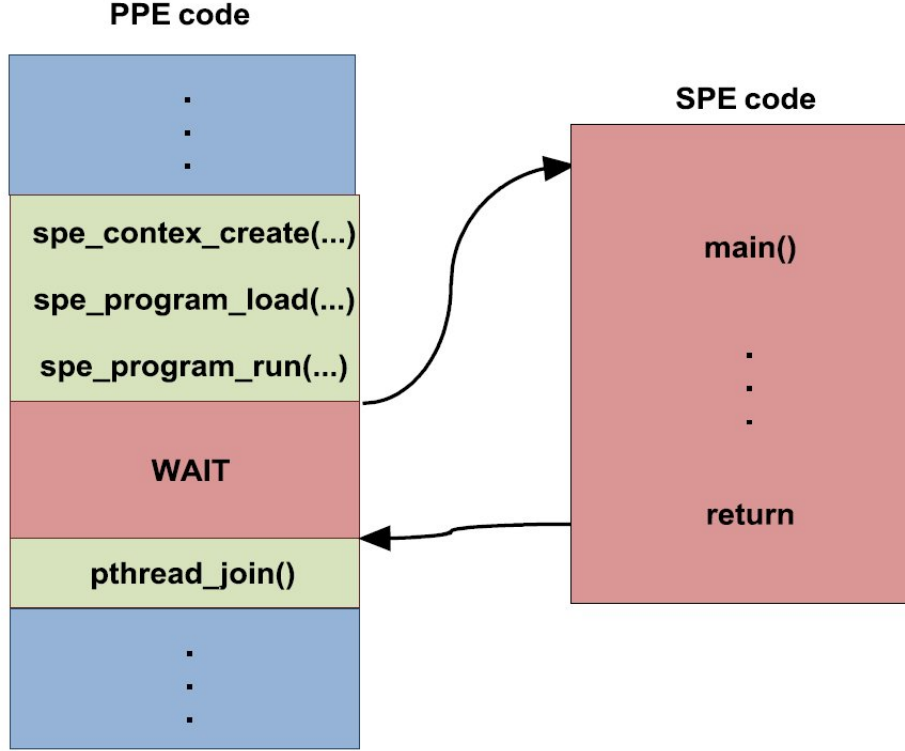 PPE code
spe_contex_create(...)
spe_program_load(...)
spe_program_run(...)
WAIT
pthread_join()
SPE code
main()
return